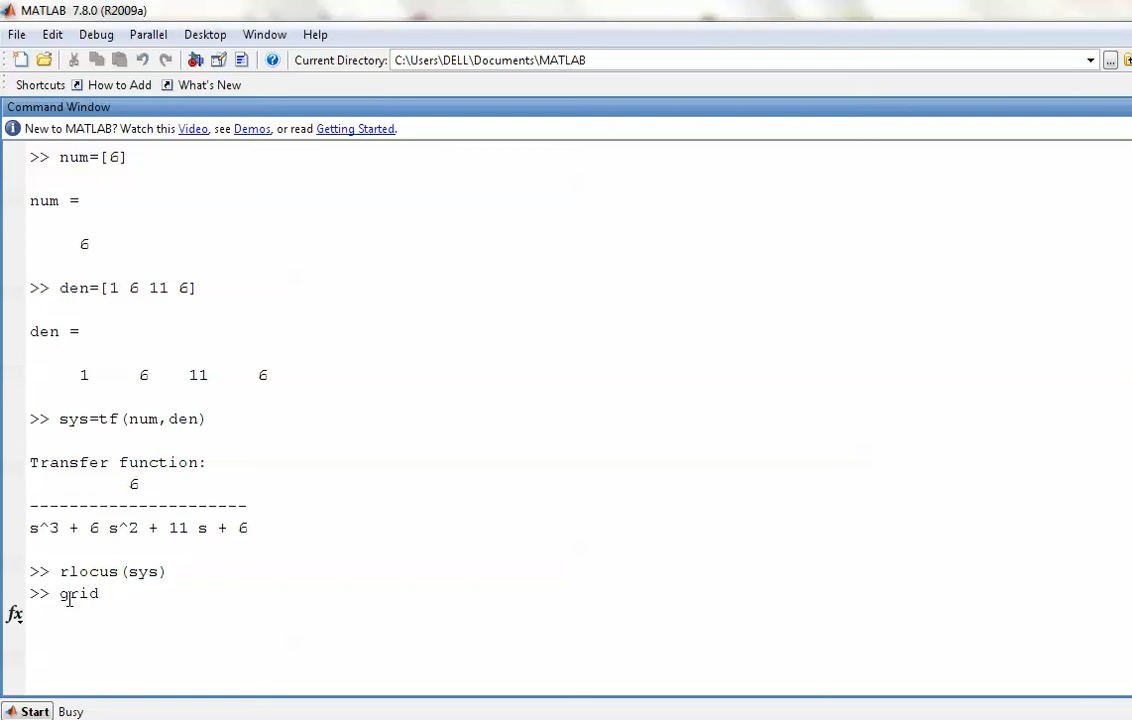 MATLAB 7.8.0 (R2009a)
File Edit Debug Parallel Desktop Window Help
Current Directory: C:\Users\DELL\Documents\MATLAB
Shortcuts How to Add What's New
Command Window
New to MATLAB? Watch this Video, see Demos, or read Getting Started.
>> num=[6]
num =
6
>> den=[1 6 11 6]
den =
1 6 11 6
>> sys=tf(num,den)
Transfer function:
6
----------------------
s^3 + 6 s^2 + 11 s + 6
>> rlocus(sys)
>> grid
fx
Start Busy